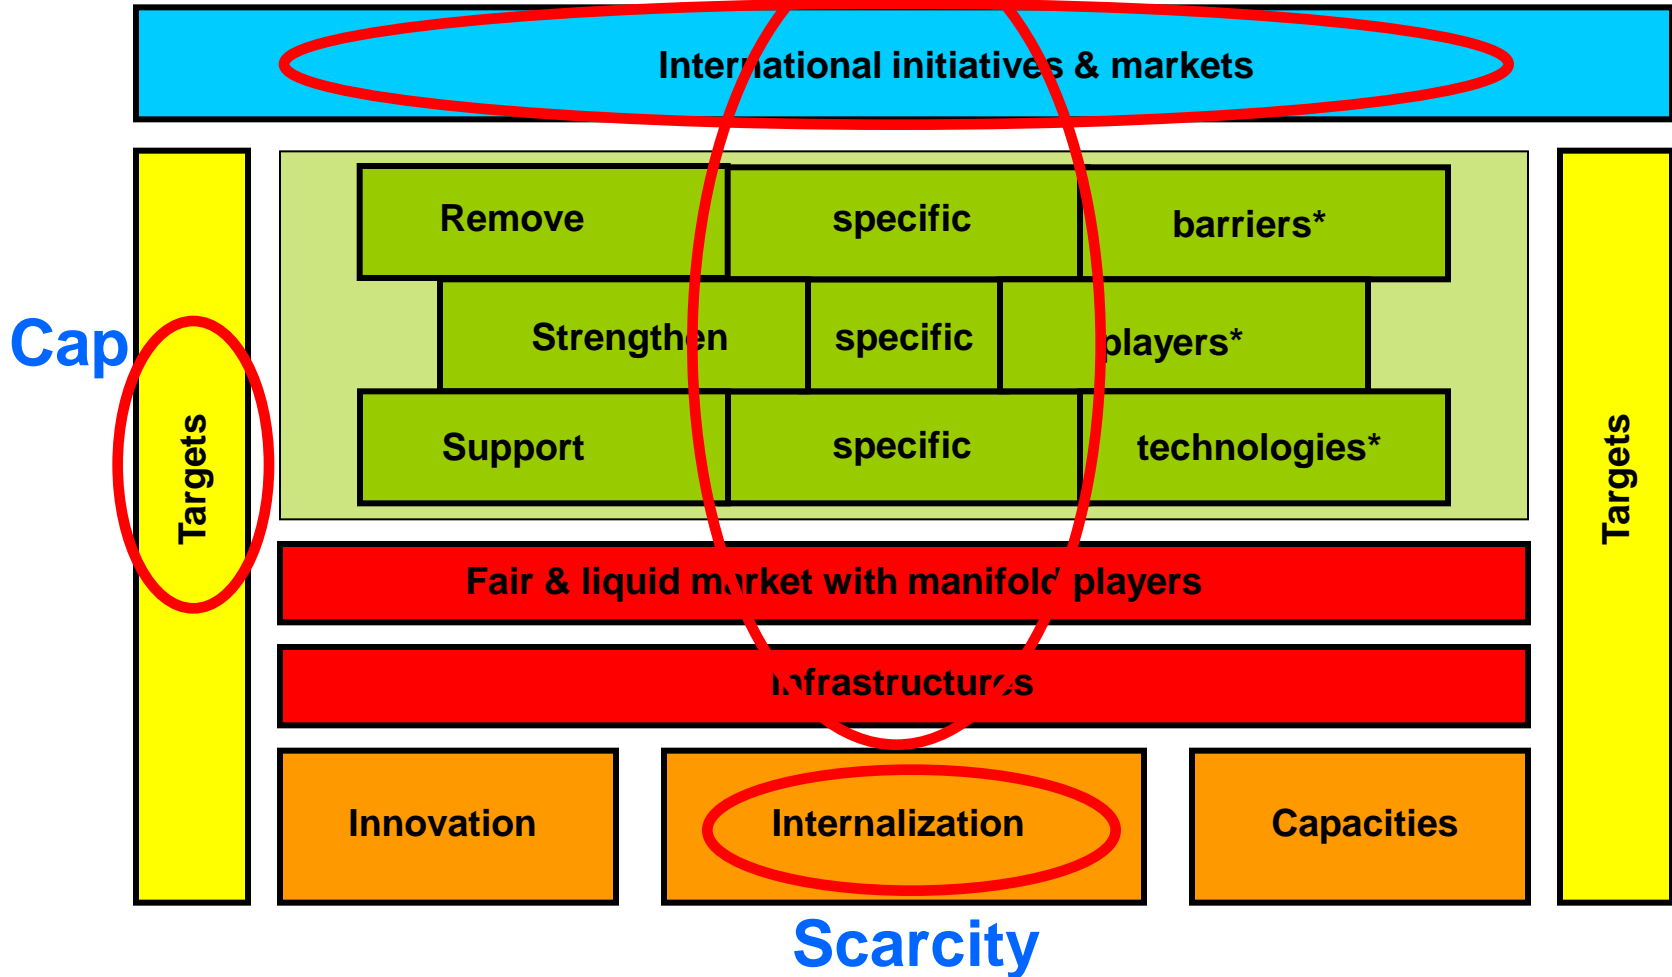 International initiatives & markets
Remove specific barriers*
Cap
Strengthen specific players*
Support specific technologies*
Targets
Targets
Fair & liquid market with manifold players
Infrastructures
Innovation
Internalization
Capacities
Scarcity